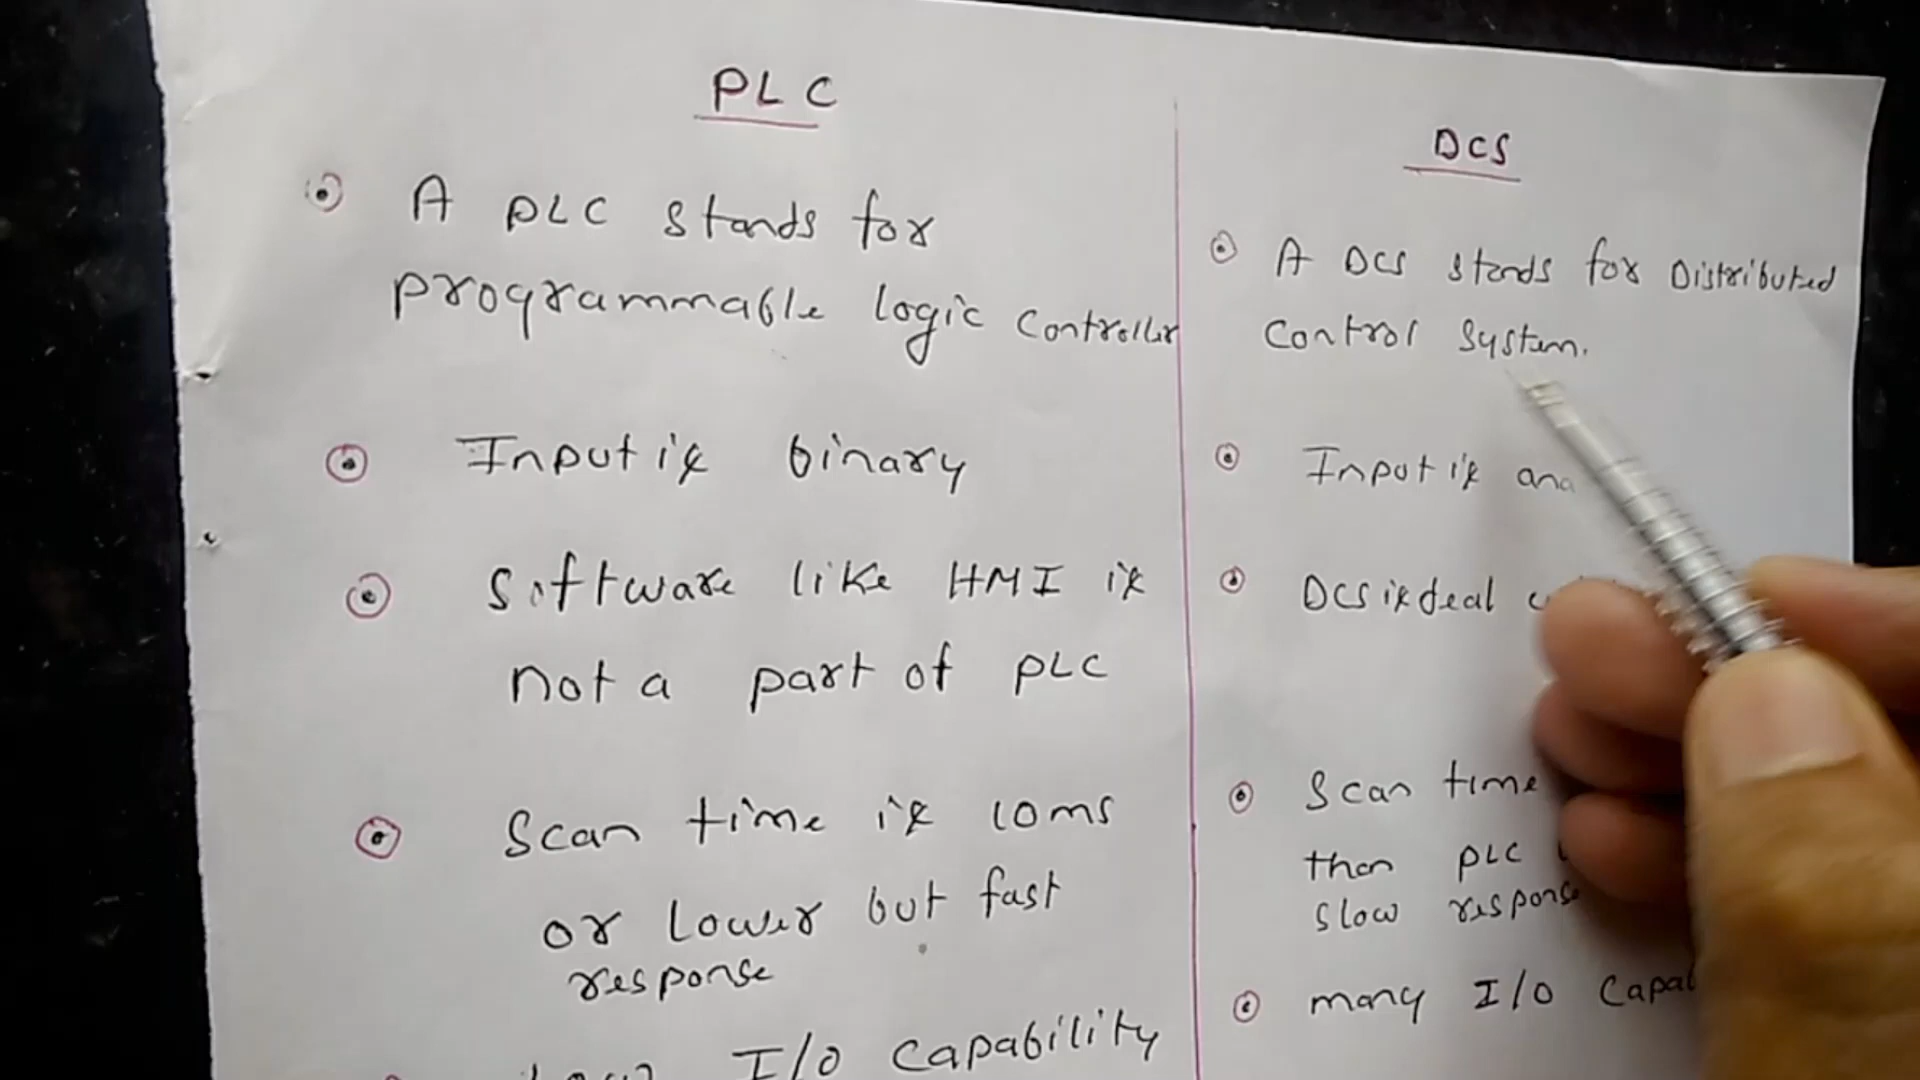 PLC
A PLC stands for
programmable logic controller
Input is binary
Software like HMI is
not a part of PLC
Scan time is 10ms
or Lower but fast
response
I/O capability
DCS
A DCS stands for Distributed
Control System.
Input is
DCS is deal
Scan time
than PLC
slow response
many I/O